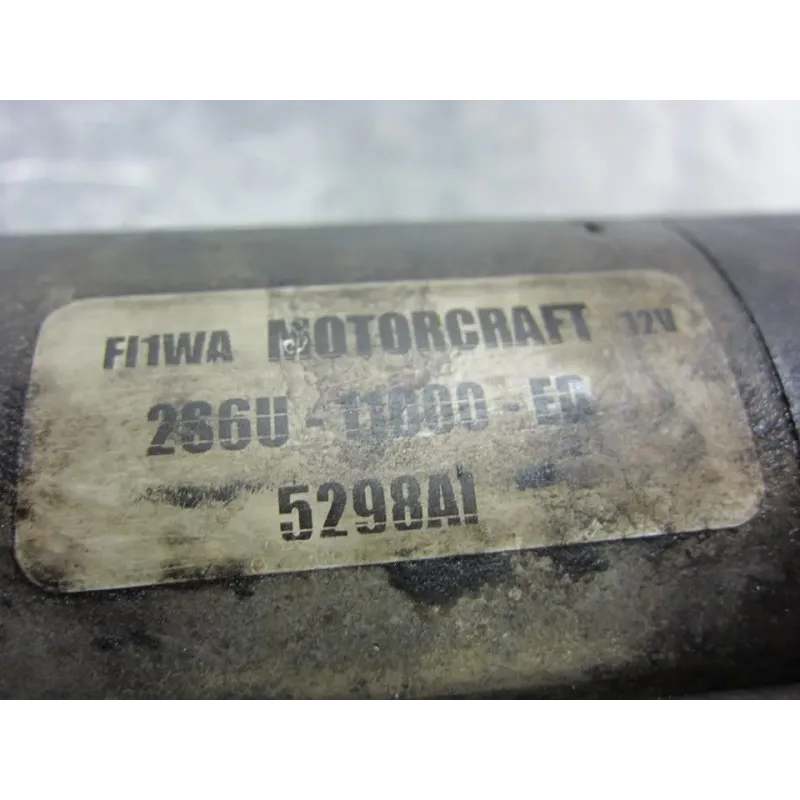 FI1WA MOTORCRAFT 12V
2S6U - 11000 - EC
5298AI